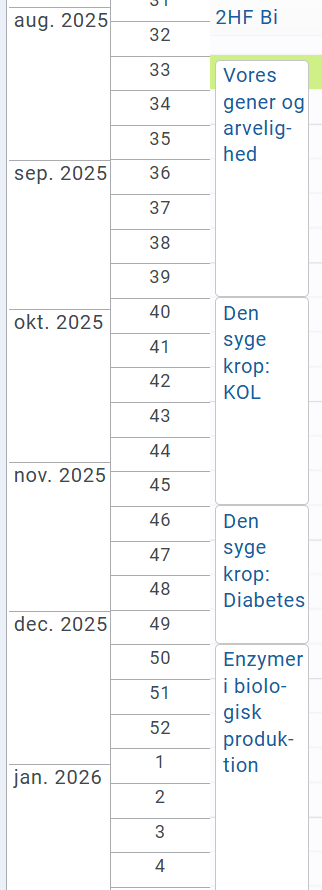 31
aug. 2025
2HF Bi
32
33
34
35
sep. 2025
36
37
38
39
okt. 2025
40
41
42
43
44
nov. 2025
45
46
47
48
dec. 2025
49
50
51
52
1
jan. 2026
2
3
4
Vores
gener og
arvelig-
hed
Den
syge
krop:
KOL
Den
syge
krop:
Diabetes
Enzymer
i biolo-
gisk
produk-
tion